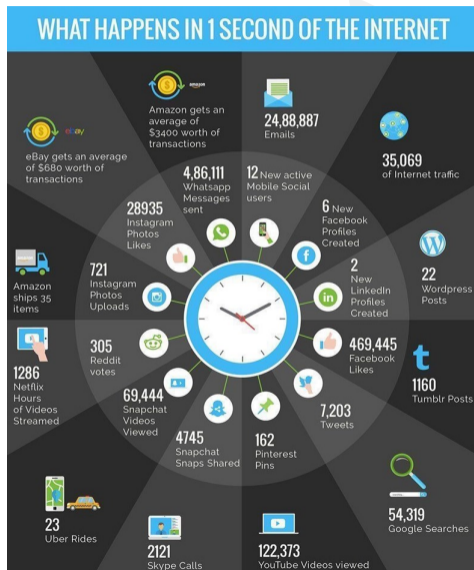 WHAT HAPPENS IN 1 SECOND OF THE INTERNET
ebay
eBay gets an average
of $680 worth of
transactions
amazon
Amazon gets an
average of
$3400 worth of
transactions
24,88,887
Emails
35,069
of Internet traffic
4,86,111
Whatsapp
Messages
sent
12 New active
Mobile Social
users
28935
Instagram
Photos
Likes
6 New
Facebook
Profiles
Created
Amazon
ships 35
items
721
Instagram
Photos
Uploads
2
New
LinkedIn
Profiles
Created
22
Wordpress
Posts
1286
Netflix
Hours
of Videos
Streamed
305
Reddit
votes
469,445
Facebook
Likes
1160
Tumblr Posts
69,444
Snapchat
Videos
Viewed
4745
Snapchat
Snaps Shared
162
Pinterest
Pins
7,203
Tweets
23
Uber Rides
2121
Skype Calls
122,373
YouTube Videos viewed
54,319
Google Searches